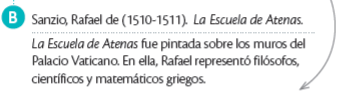 B Sanzio, Rafael de (1510-1511). La Escuela de Atenas.
La Escuela de Atenas fue pintada sobre los muros del
Palacio Vaticano. En ella, Rafael representó filósofos,
científicos y matemáticos griegos.